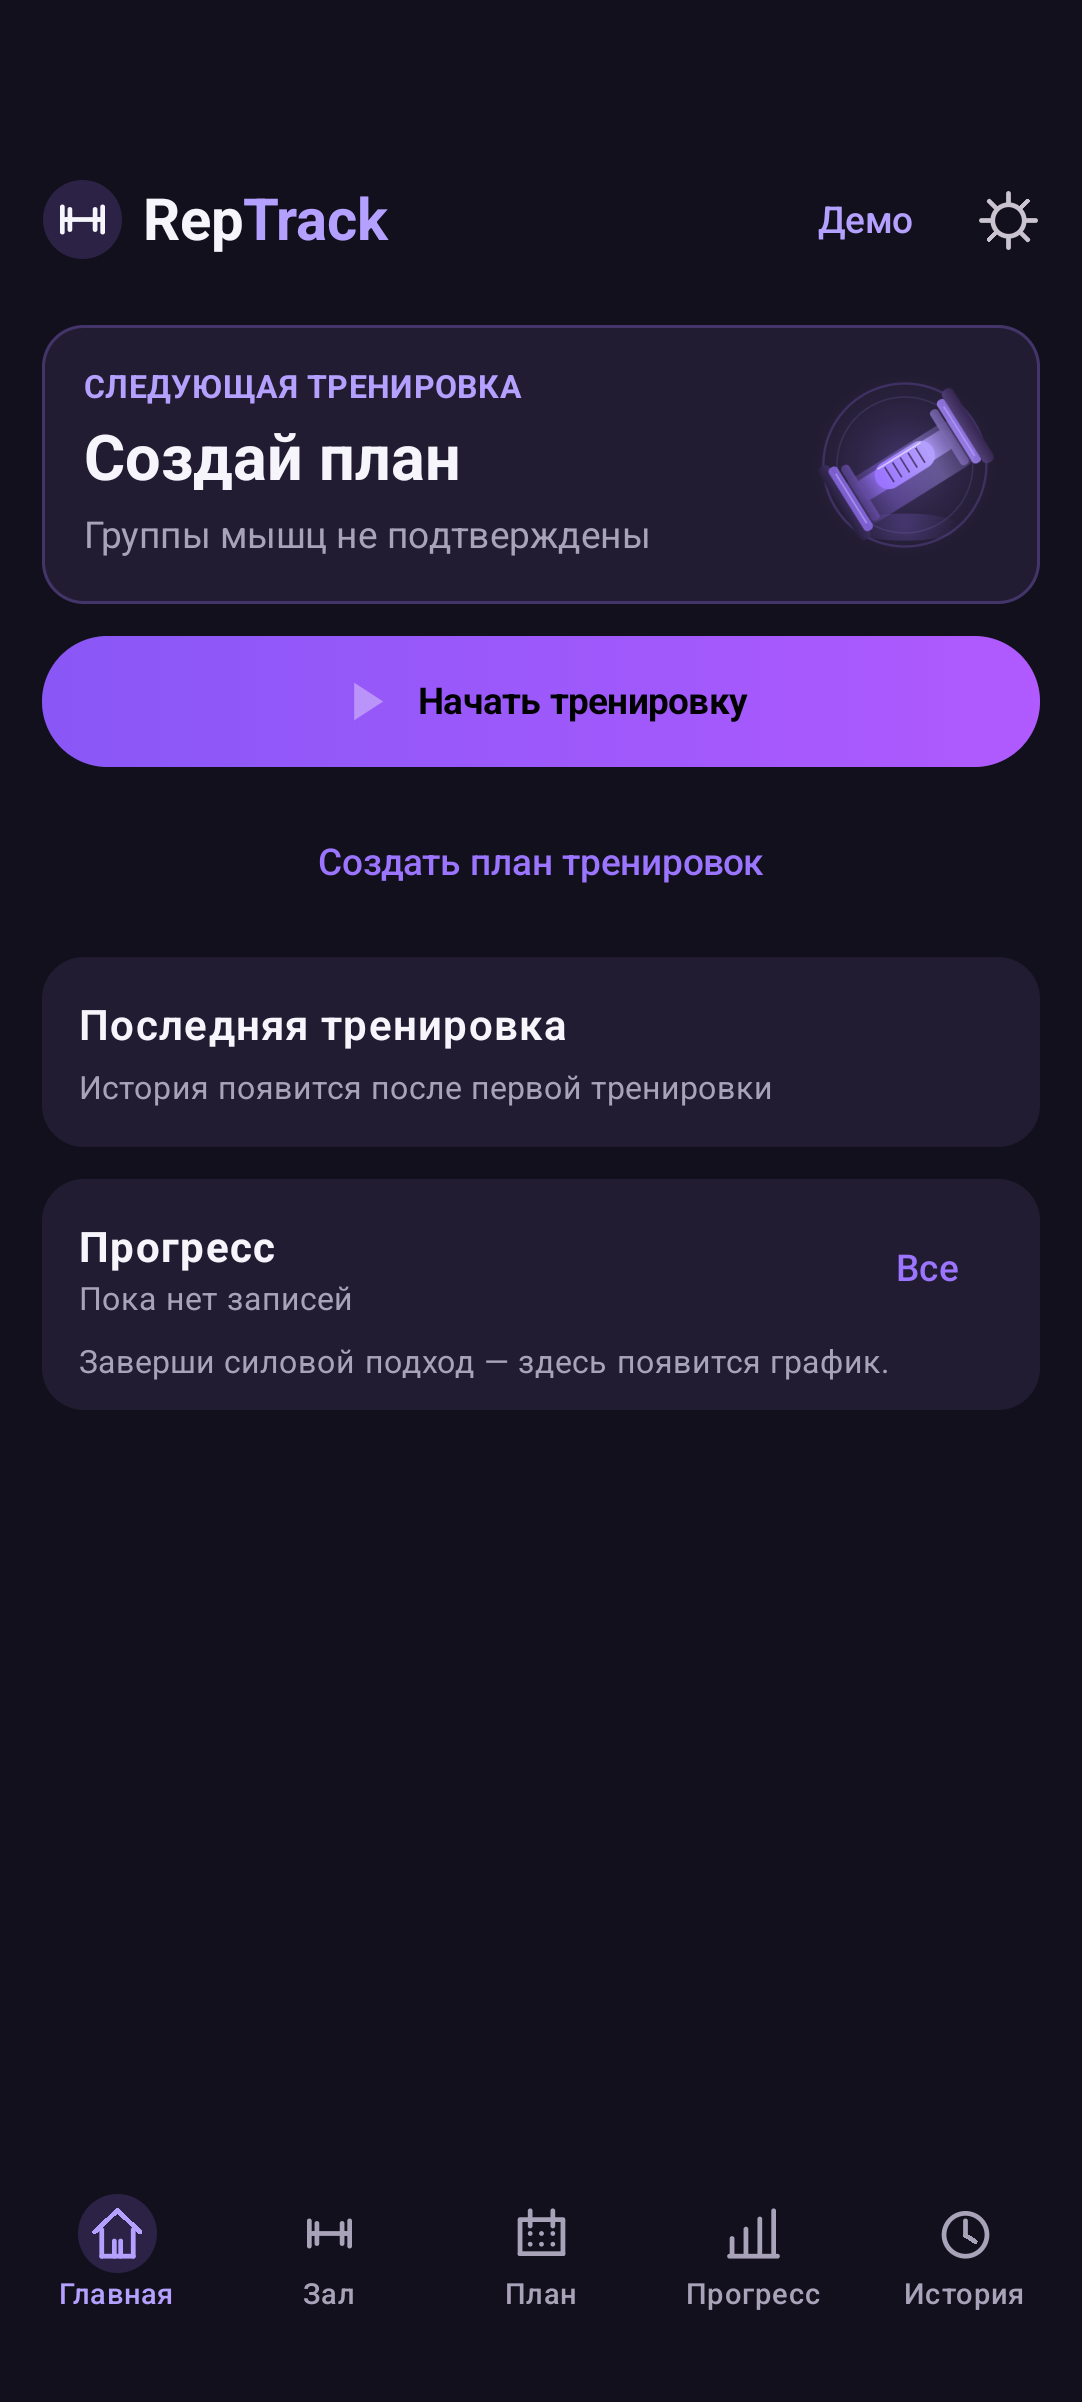 RepTrack
Демо
СЛЕДУЮЩАЯ ТРЕНИРОВКА
Создай план
Группы мышц не подтверждены
Начать тренировку
Создать план тренировок
Последняя тренировка
История появится после первой тренировки
Прогресс
Все
Пока нет записей
Заверши силовой подход — здесь появится график.
Главная
Зал
План
Прогресс
История